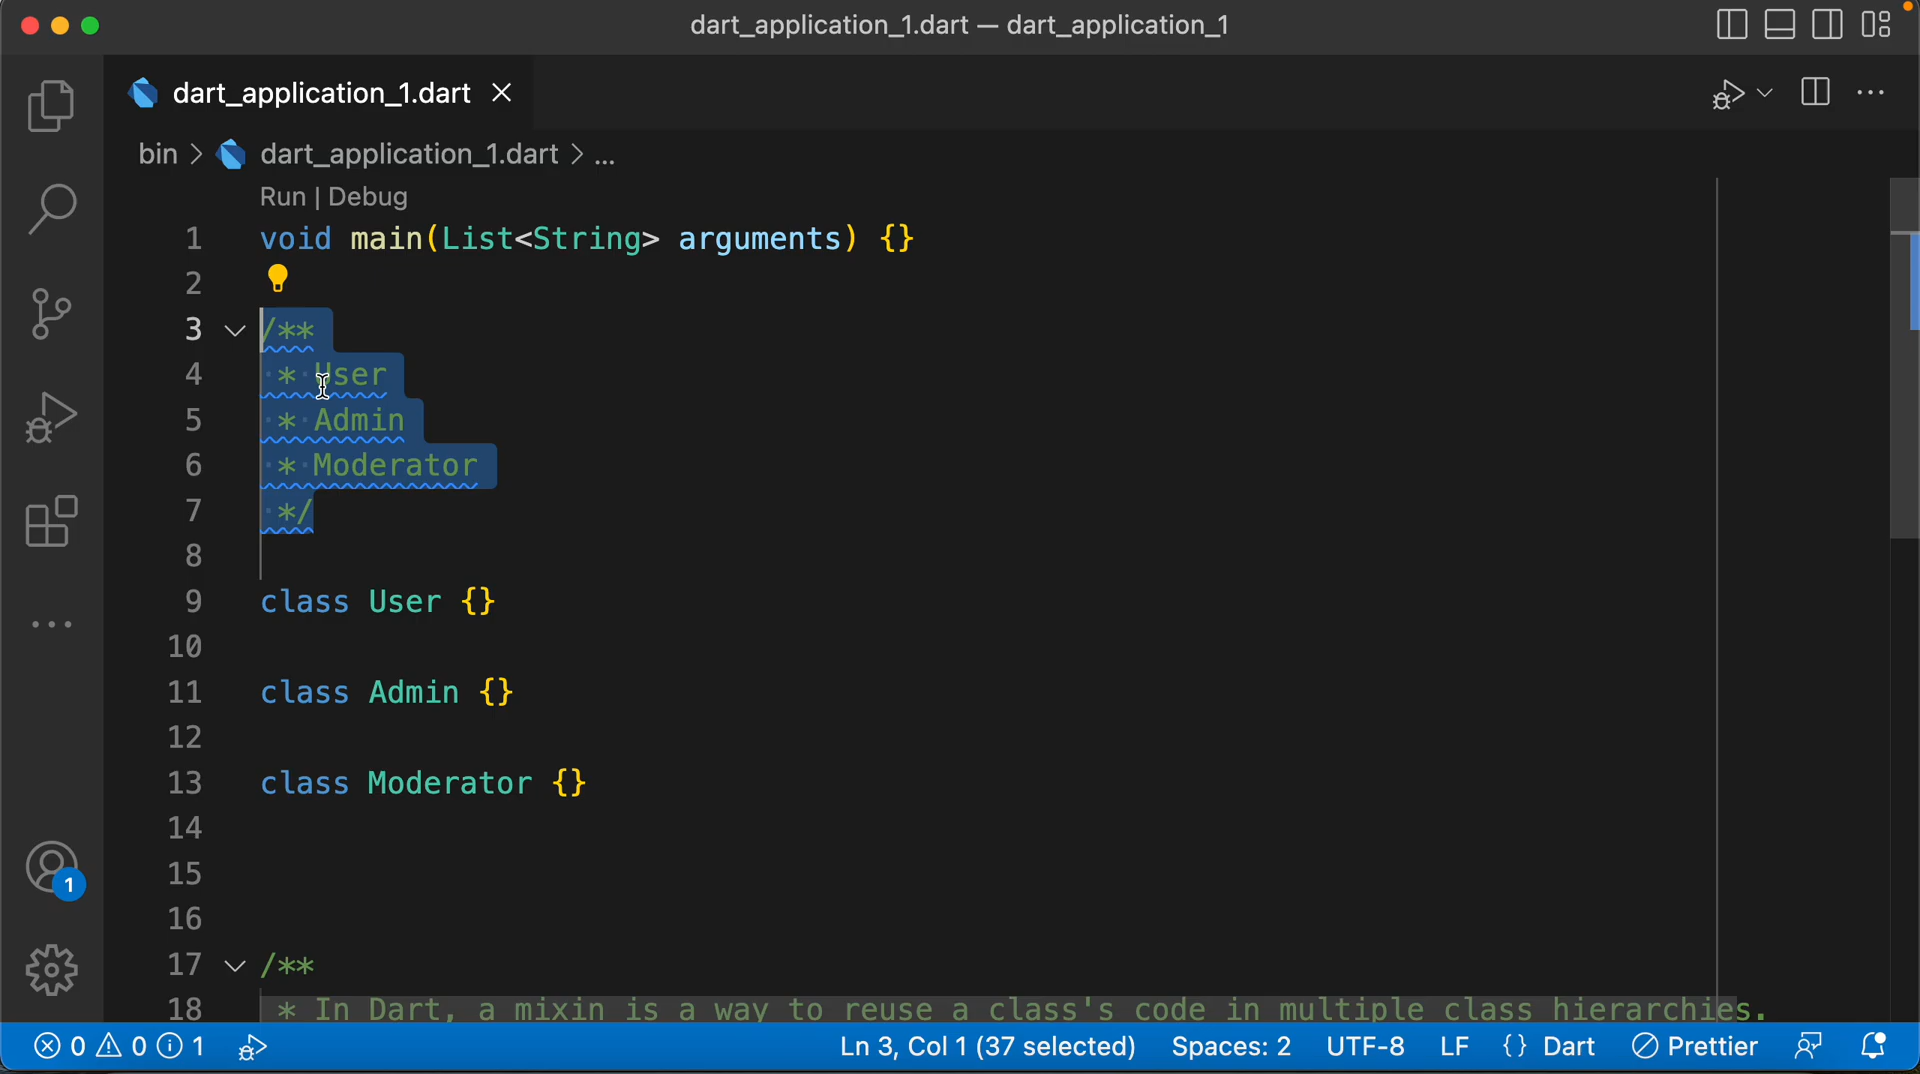 dart_application_1.dart — dart_application_1
dart_application_1.dart
bin > dart_application_1.dart > ...
Run | Debug
1 void main(List<String> arguments) {}
2
3 /**
4 * User
5 * Admin
6 * Moderator
7 */
8
9 class User {}
10
11 class Admin {}
12
13 class Moderator {}
14
15
16
17 /**
18 * In Dart, a mixin is a way to reuse a class's code in multiple class hierarchies.
1
0 0 1 Ln 3, Col 1 (37 selected) Spaces: 2 UTF-8 LF {} Dart Prettier